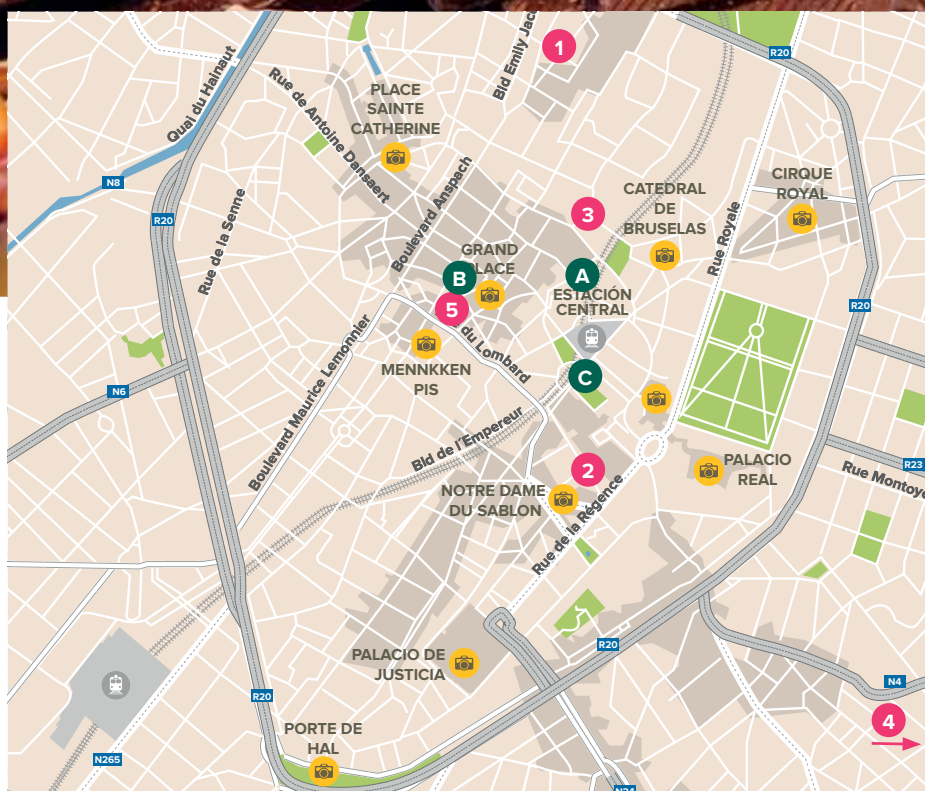 1
R20
Bld Emily Jac
Quai du Hainaut
Rue de Antoine Dansaert
PLACE
SAINTE
CATHERINE
N8
Boulevard Anspach
CATEDRAL
DE
BRUSELAS
CIRQUE
ROYAL
R20
Rue de la Senne
3
Rue Royale
GRAND
LACE
B
A
ESTACIÓN
CENTRAL
R20
5
du Lombard
MENNKKEN
PIS
C
N6
Boulevard Maurice Lemonnier
Bld de l´Empereur
2
PALACIO
REAL
R23
Rue Montoye
NOTRE DAME
DU SABLON
Rue de la Régence
R20
PALACIO DE
JUSTICIA
N4
R20
4
PORTE DE
HAL
N265
N24